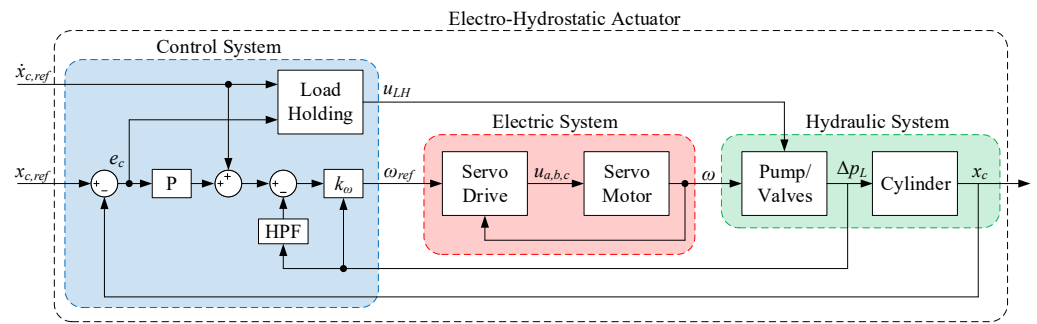 Electro-Hydrostatic Actuator
Control System
ẋc,ref
Load
Holding
uLH
Electric System
Hydraulic System
xc,ref
+
−
ec
P
+
+
+
−
kω
ωref
Servo
Drive
ua,b,c
Servo
Motor
ω
Pump/
Valves
ΔpL
Cylinder
xc
HPF